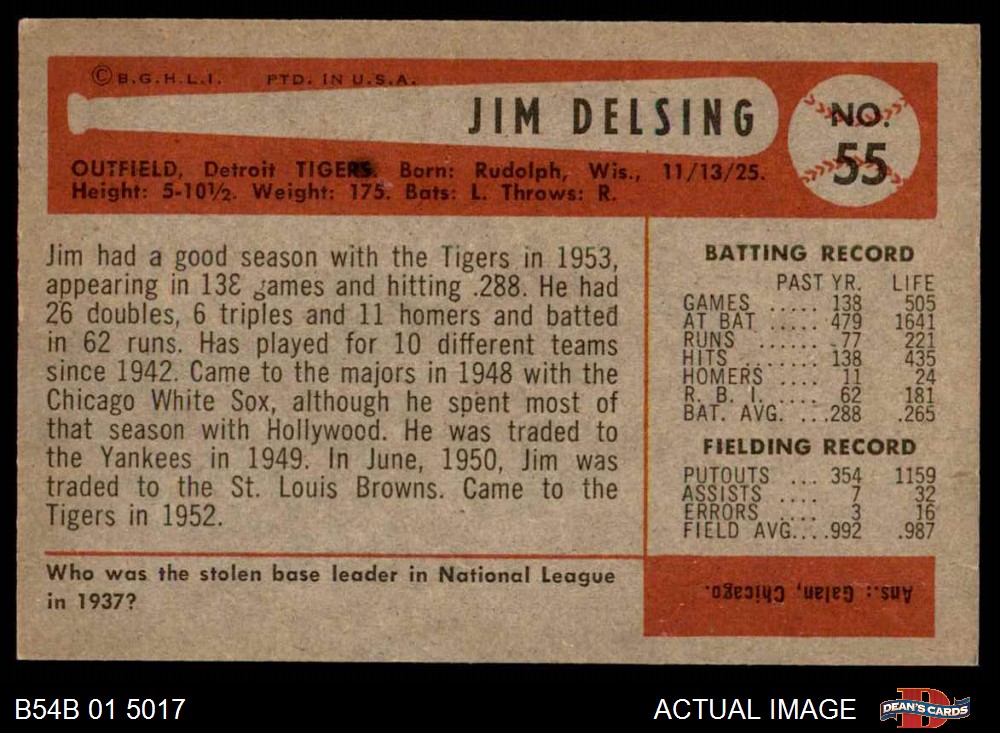 © B.G.H.L.I. PTD. IN U.S.A.
JIM DELSING
NO.
55
OUTFIELD, Detroit TIGERS. Born: Rudolph, Wis., 11/13/25.
Height: 5-10½. Weight: 175. Bats: L. Throws: R.
Jim had a good season with the Tigers in 1953,
appearing in 138 games and hitting .288. He had
26 doubles, 6 triples and 11 homers and batted
in 62 runs. Has played for 10 different teams
since 1942. Came to the majors in 1948 with the
Chicago White Sox, although he spent most of
that season with Hollywood. He was traded to
the Yankees in 1949. In June, 1950, Jim was
traded to the St. Louis Browns. Came to the
Tigers in 1952.
BATTING RECORD
PAST YR. LIFE
GAMES ..... 138 505
AT BAT ..... 479 1641
RUNS ...... 77 221
HITS ...... 138 435
HOMERS .... 11 24
R. B. I. .... 62 181
BAT. AVG. ... .288 .265
FIELDING RECORD
PUTOUTS ... 354 1159
ASSISTS .... 7 32
ERRORS .... 3 16
FIELD AVG....992 .987
Who was the stolen base leader in National League
in 1937?
Ans.: Galan, Chicago.
B54B 01 5017
ACTUAL IMAGE
DEAN'S CARDS